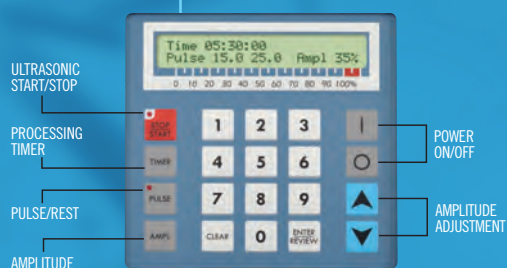 Time 05:30:00
Pulse 15.0 25.0 Ampl 35%
0 10 20 30 40 50 60 70 80 90 100%
ULTRASONIC
START/STOP
STOP
START
1 2 3
I
PROCESSING
TIMER
TIMER
4 5 6
O
POWER
ON/OFF
PULSE/REST
PULSE
7 8 9
AMPLITUDE
ADJUSTMENT
AMPLITUDE
AMPL
CLEAR
0
ENTER
REVIEW